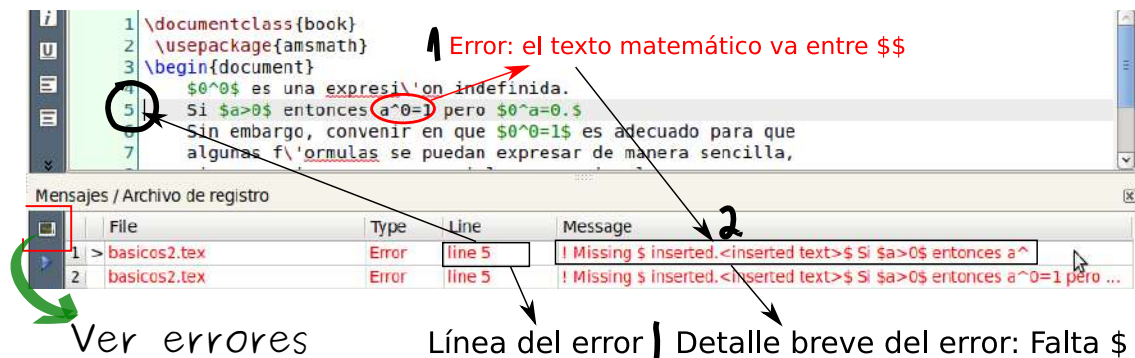 1 \documentclass{book}
2 \usepackage{amsmath}
1 Error: el texto matemático va entre $$
3 \begin{document}
4 $0^0$ es una expresi\'on indefinida.
5 Si $a>0$ entonces a^0=1 pero $0^a=0.$
6 Sin embargo, convenir en que $0^0=1$ es adecuado para que
7 algunas f\'ormulas se puedan expresar de manera sencilla,
Mensajes / Archivo de registro
File Type Line Message
2
1 > basicos2.tex Error line 5 ! Missing $ inserted.<inserted text>$ Si $a>0$ entonces a^
2 basicos2.tex Error line 5 ! Missing $ inserted.<inserted text>$ Si $a>0$ entonces a^0=1 pero ...
Ver errores
Línea del error
Detalle breve del error: Falta $